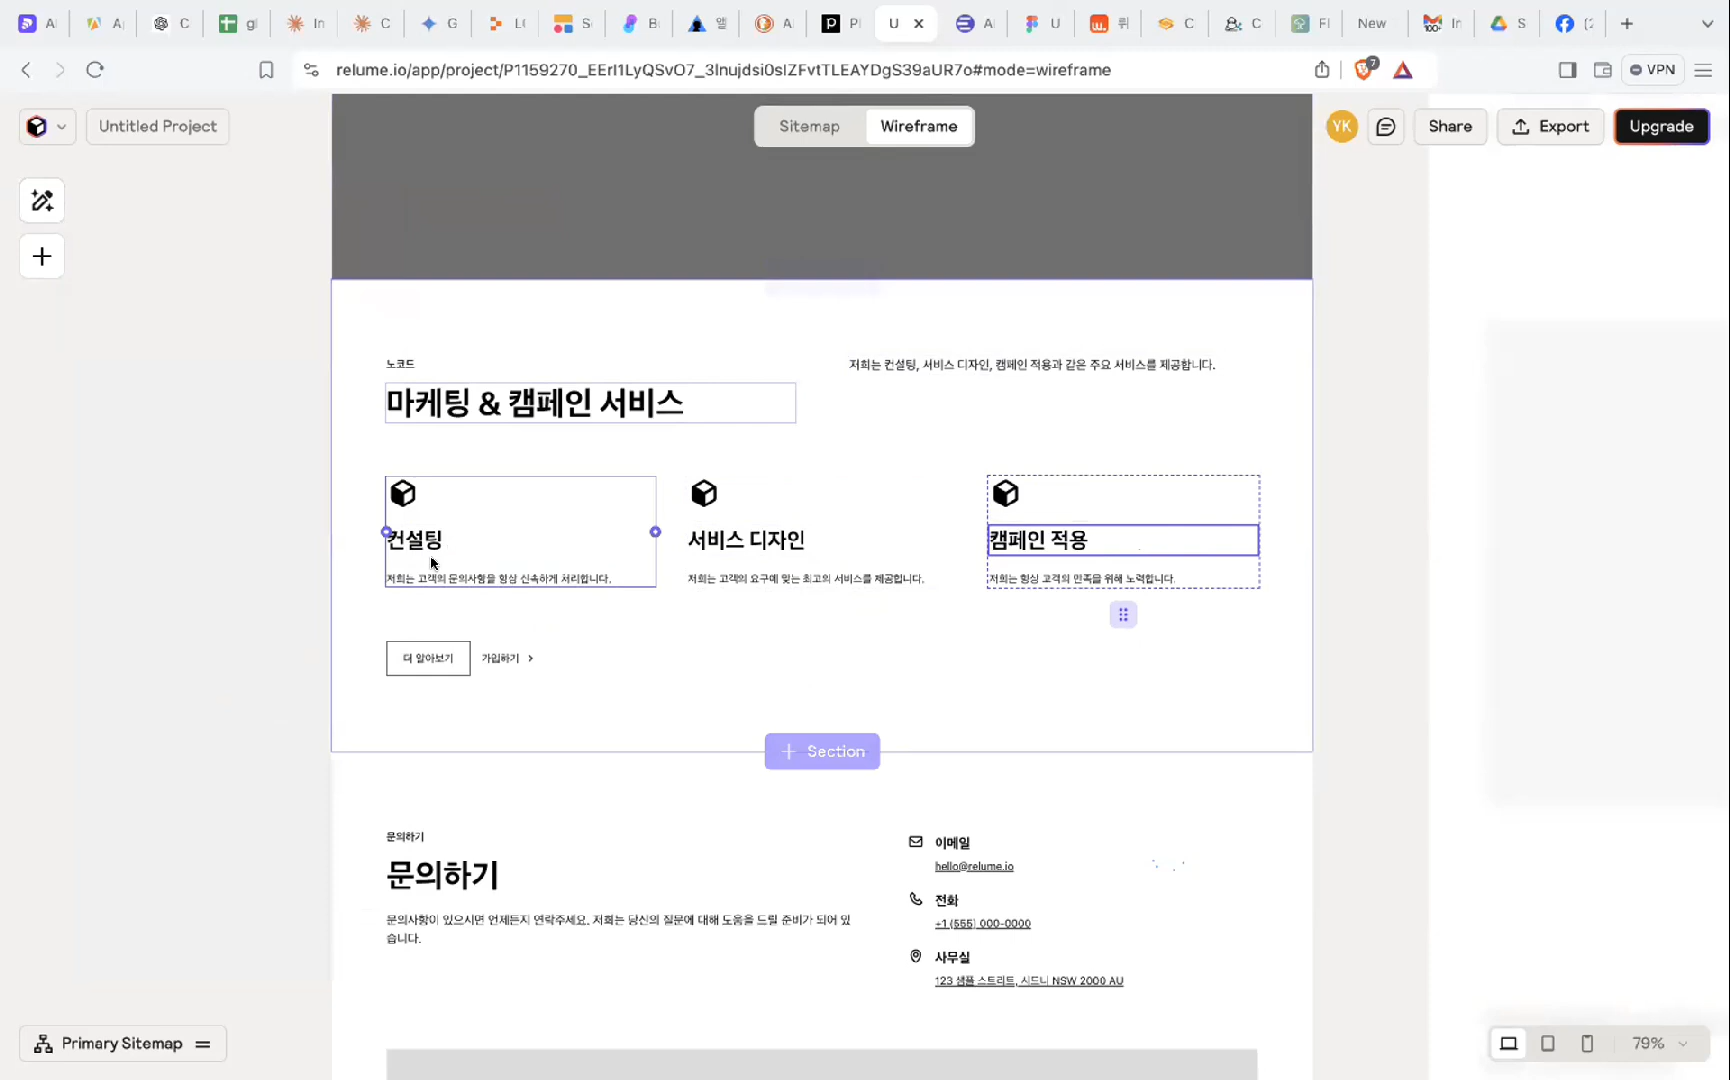 relume.io/app/project/P1159270_EErI1LyQSvO7_3lnujdsi0sIZFvtTLEAYDgS39aUR7o#mode=wireframe
VPN
Untitled Project
Sitemap
Wireframe
YK
Share
Export
Upgrade
노코드
마케팅 & 캠페인 서비스
저희는 컨설팅, 서비스 디자인, 캠페인 적용과 같은 주요 서비스를 제공합니다.
컨설팅
저희는 고객의 문의사항을 항상 신속하게 처리합니다.
서비스 디자인
저희는 고객의 요구에 맞는 최고의 서비스를 제공합니다.
캠페인 적용
저희는 항상 고객의 만족을 위해 노력합니다.
더 알아보기
가입하기
Section
문의하기
문의하기
문의사항이 있으시면 언제든지 연락주세요. 저희는 당신의 질문에 대해 도움을 드릴 준비가 되어 있
습니다.
이메일
hello@relume.io
전화
+1 (555) 000-0000
사무실
123 샘플 스트리트, 시드니 NSW 2000 AU
Primary Sitemap
79%